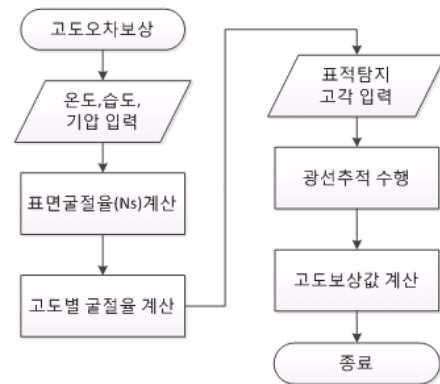 고도오차보상
온도,습도,
기압 입력
표면굴절율(Ns)계산
고도별 굴절율 계산
표적탐지
고각 입력
광선추적 수행
고도보상값 계산
종료